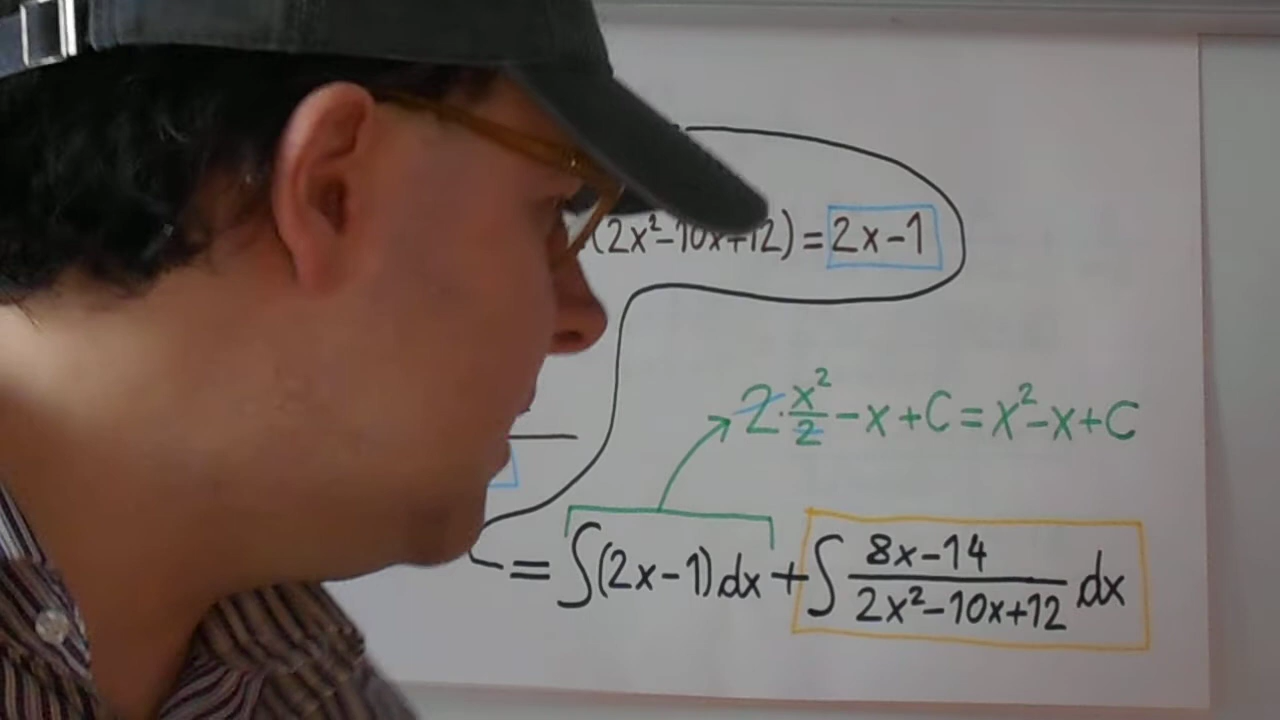 (2x²-10x+12) = 2x-1
2·x²/2 - x + C = x² - x + C
= ∫(2x-1)dx + ∫ 8x-14 / 2x²-10x+12 dx